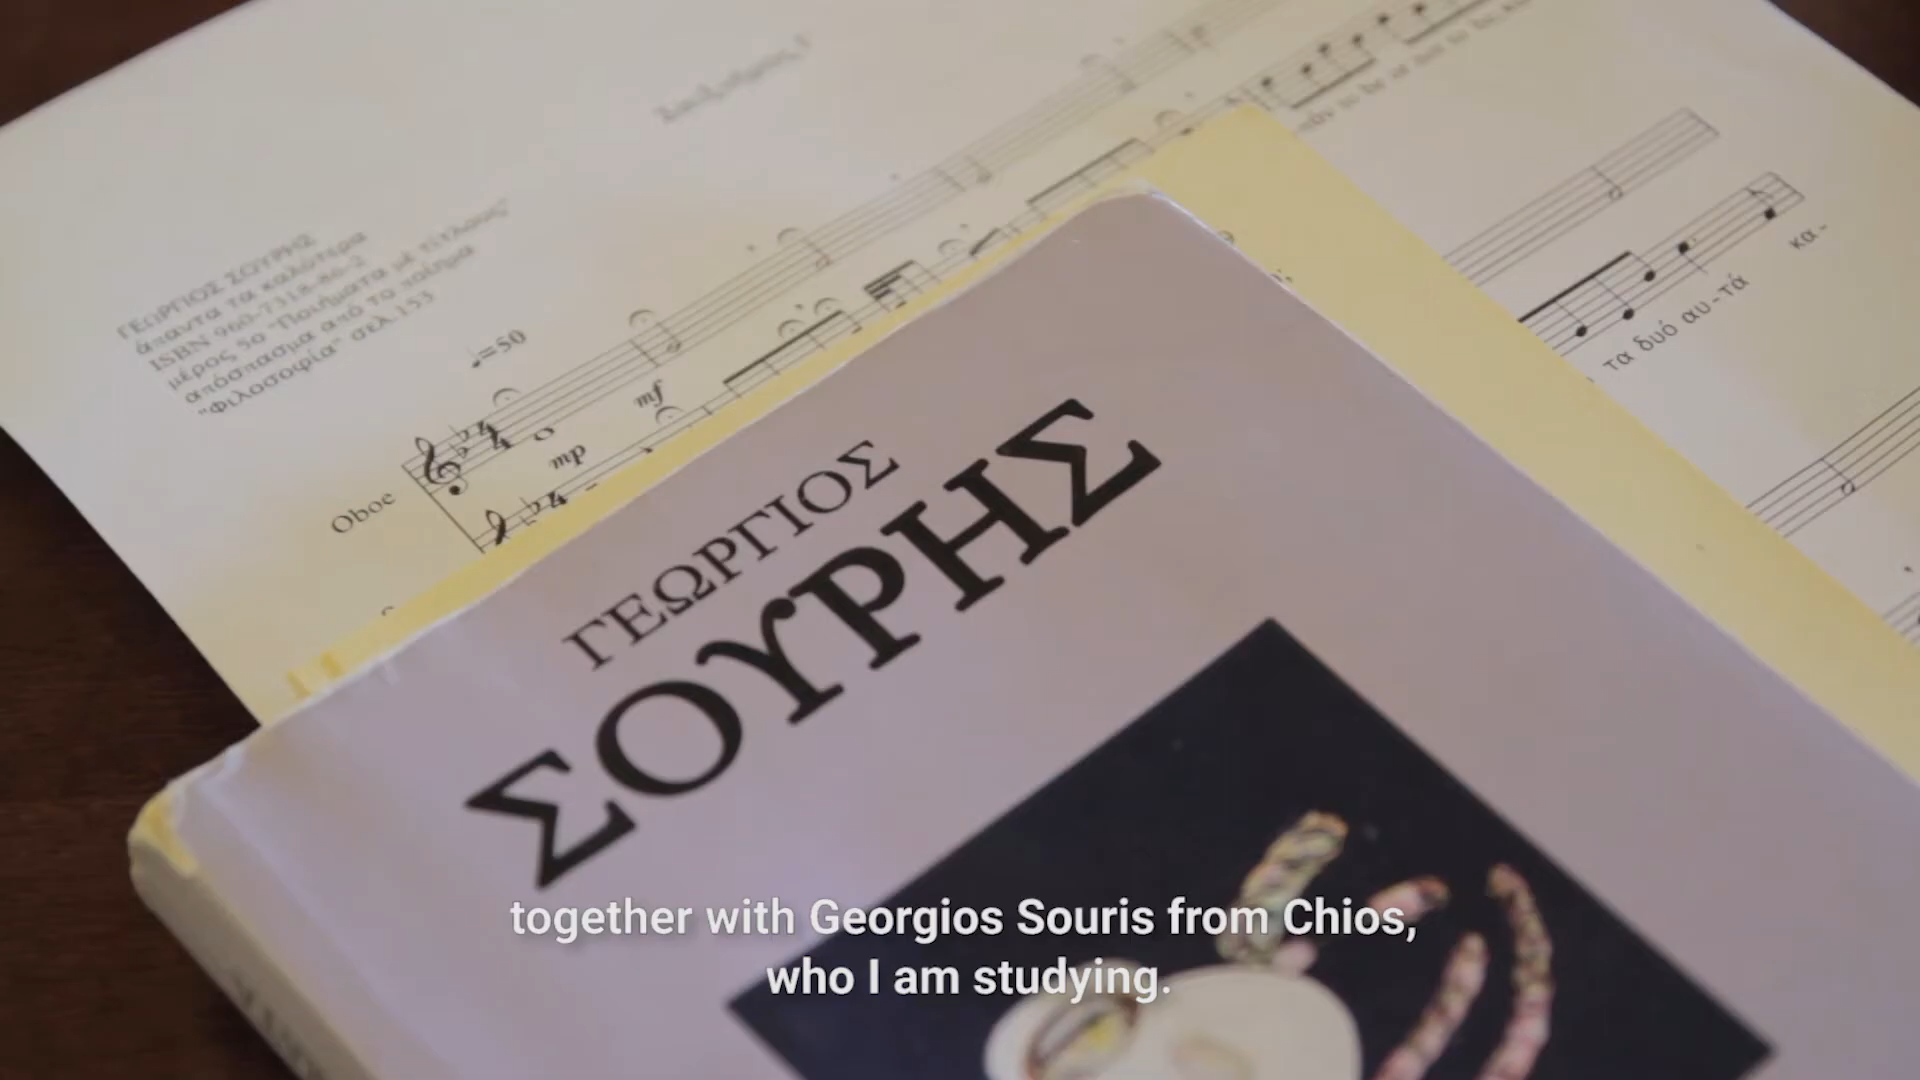 ΓΕΩΡΓΙΟΣ ΣΟΥΡΗΣ
άπαντα τα καλύτερα
ISBN 960-7318-86-2
μέρος 5ο "Ποιήματα μέ τίτλους"
απόσπασμα από το ποίημα
"Φιλοσοφία" σελ.153
♩=50
Oboe
mp
mf
τα δυό αυ-τά
κα-
ΓΕΩΡΓΙΟΣ
ΣΟΥΡΗΣ
together with Georgios Souris from Chios,
who I am studying.